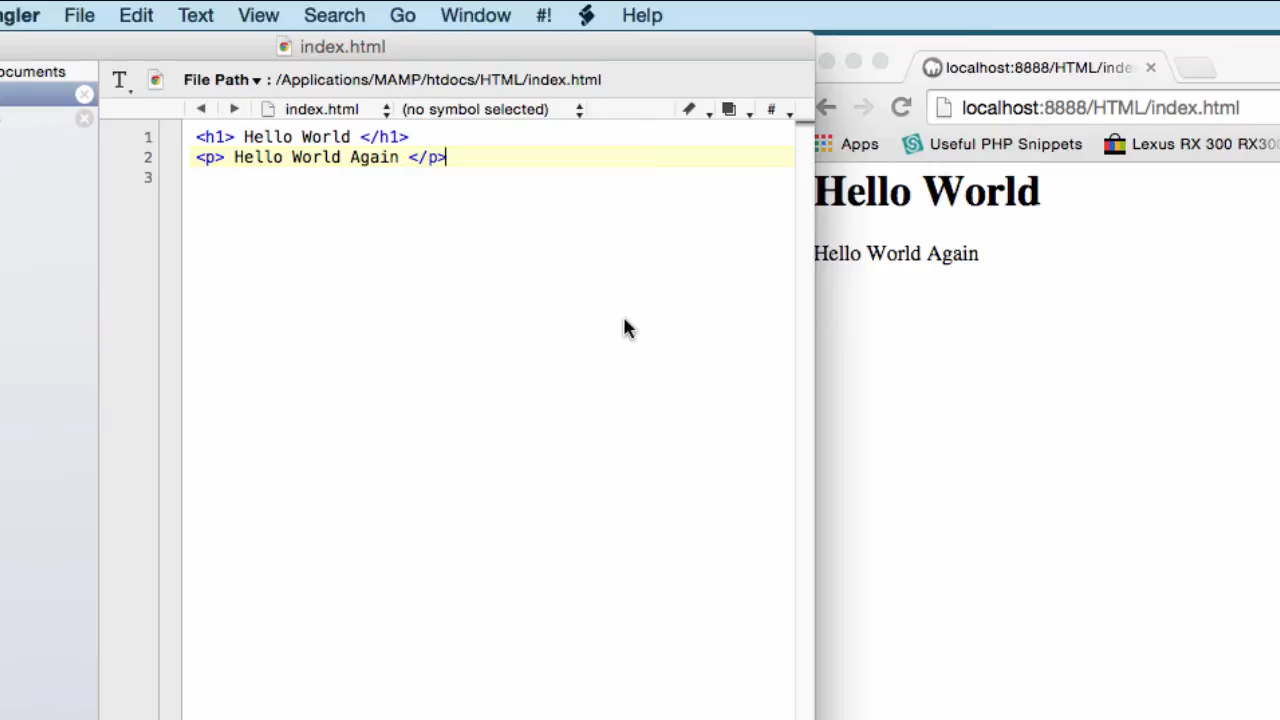 ngler File Edit Text View Search Go Window #! Help
index.html
ocuments
T File Path : /Applications/MAMP/htdocs/HTML/index.html
index.html (no symbol selected) #
1 <h1> Hello World </h1>
2 <p> Hello World Again </p>
3
localhost:8888/HTML/inde
localhost:8888/HTML/index.html
Apps Useful PHP Snippets Lexus RX 300 RX300
Hello World
Hello World Again